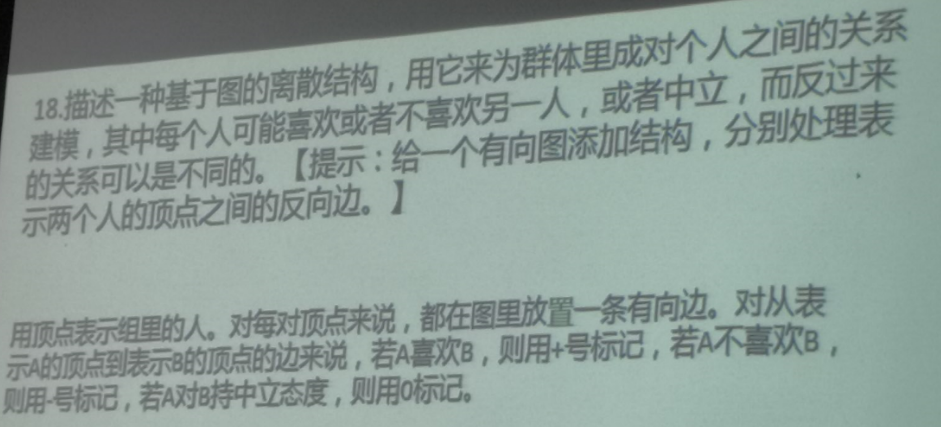 18.描述一种基于图的离散结构，用它来为群体里成对个人之间的关系
建模，其中每个人可能喜欢或者不喜欢另一人，或者中立，而反过来
的关系可以是不同的。【提示：给一个有向图添加结构，分别处理表
示两个人的顶点之间的反向边。】
用顶点表示组里的人。对每对顶点来说，都在图里放置一条有向边。对从表
示A的顶点到表示B的顶点的边来说，若A喜欢B，则用+号标记，若A不喜欢B，
则用-号标记，若A对B持中立态度，则用0标记。